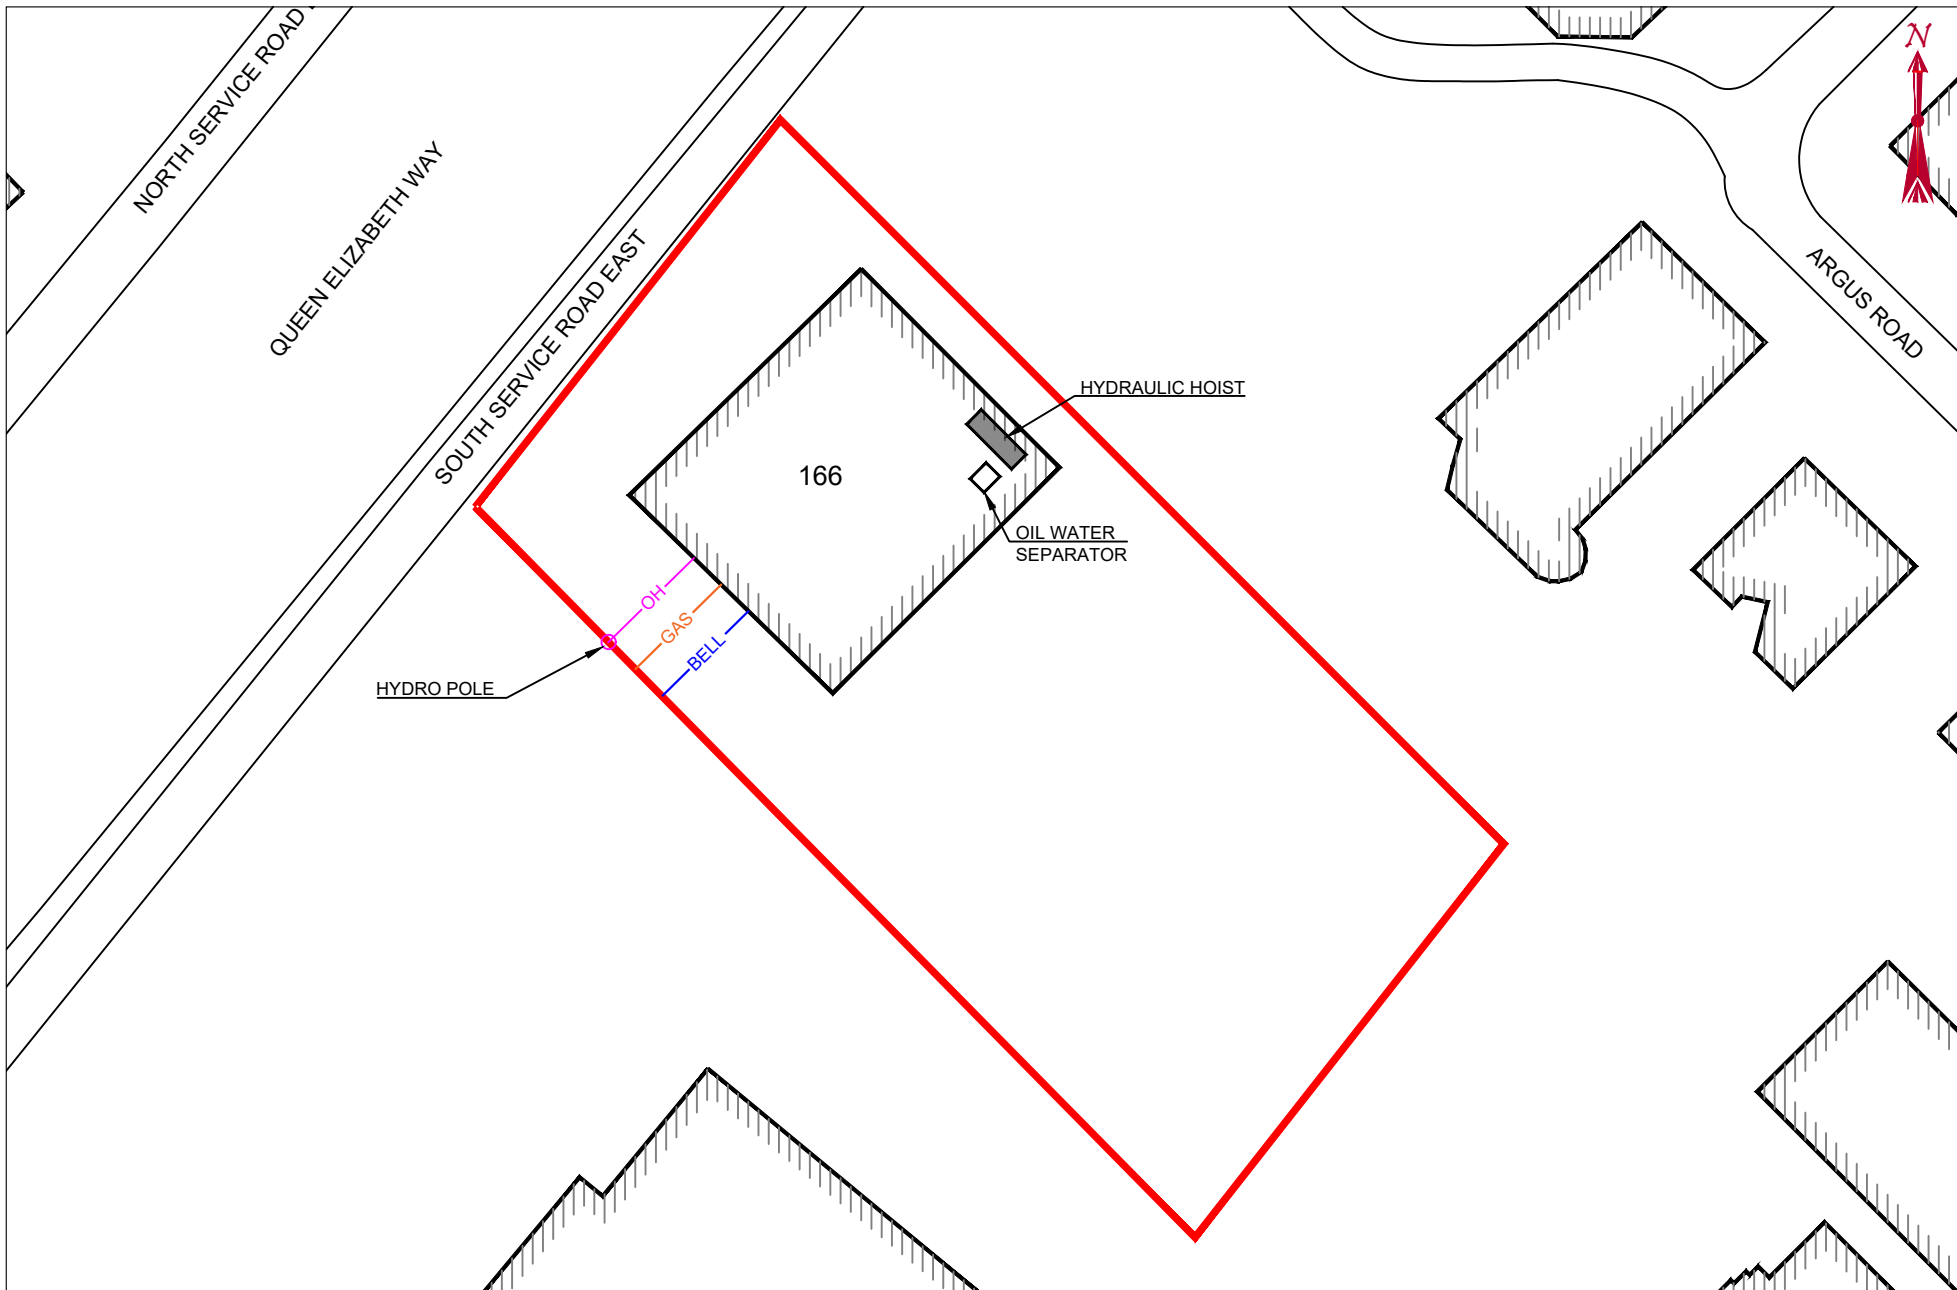 NORTH SERVICE ROAD
N
QUEEN ELIZABETH WAY
SOUTH SERVICE ROAD EAST
ARGUS ROAD
HYDRAULIC HOIST
166
OIL WATER
SEPARATOR
OH
GAS
BELL
HYDRO POLE